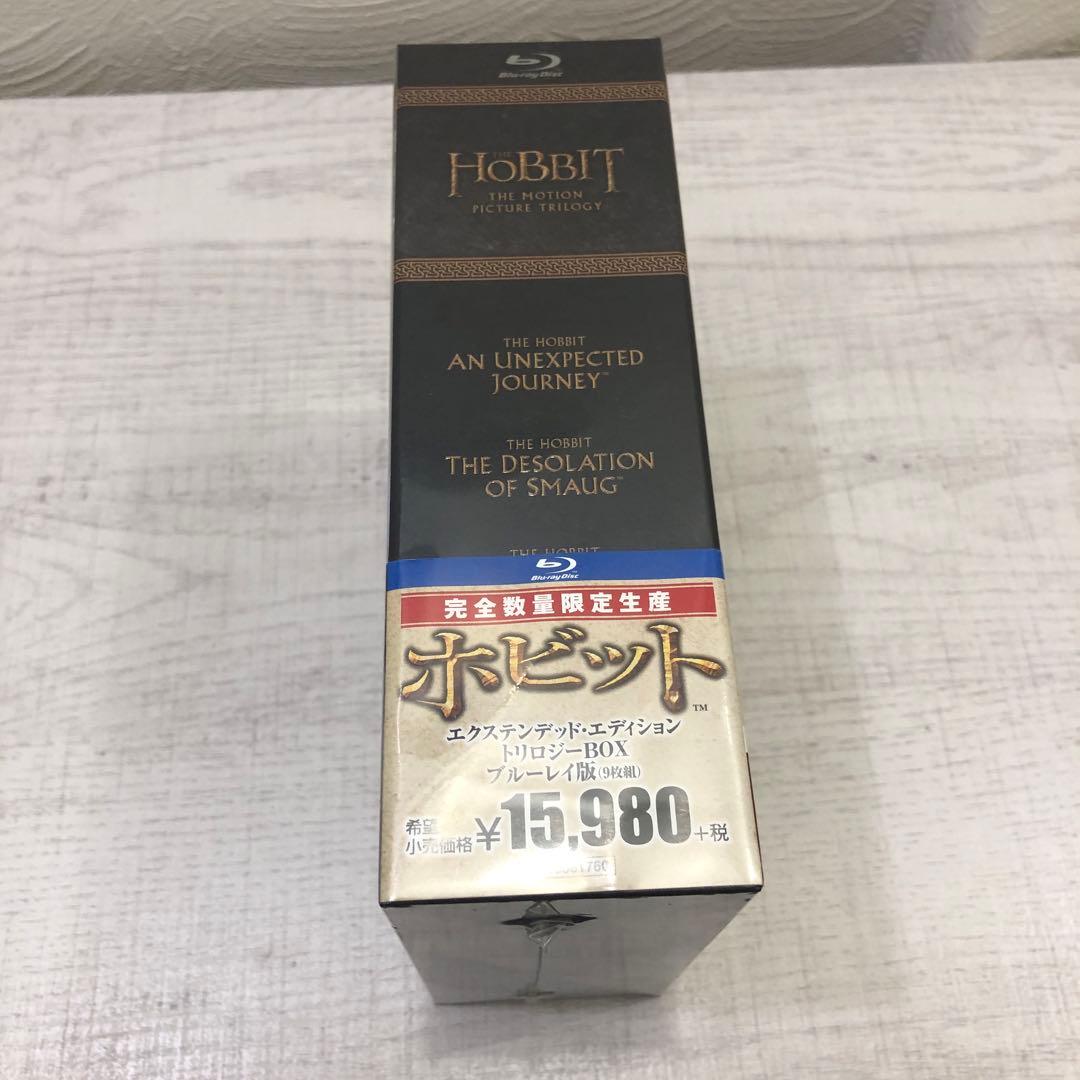 Blu-ray Disc
THE
HOBBIT
THE MOTION
PICTURE TRILOGY
THE HOBBIT
AN UNEXPECTED
JOURNEY™
THE HOBBIT
THE DESOLATION
OF SMAUG™
THE HOBBIT
Blu-ray Disc
完全数量限定生産
ホビット™
エクステンデッド・エディション
トリロジーBOX
ブルーレイ版(9枚組)
希望
小売価格 ¥15,980+税